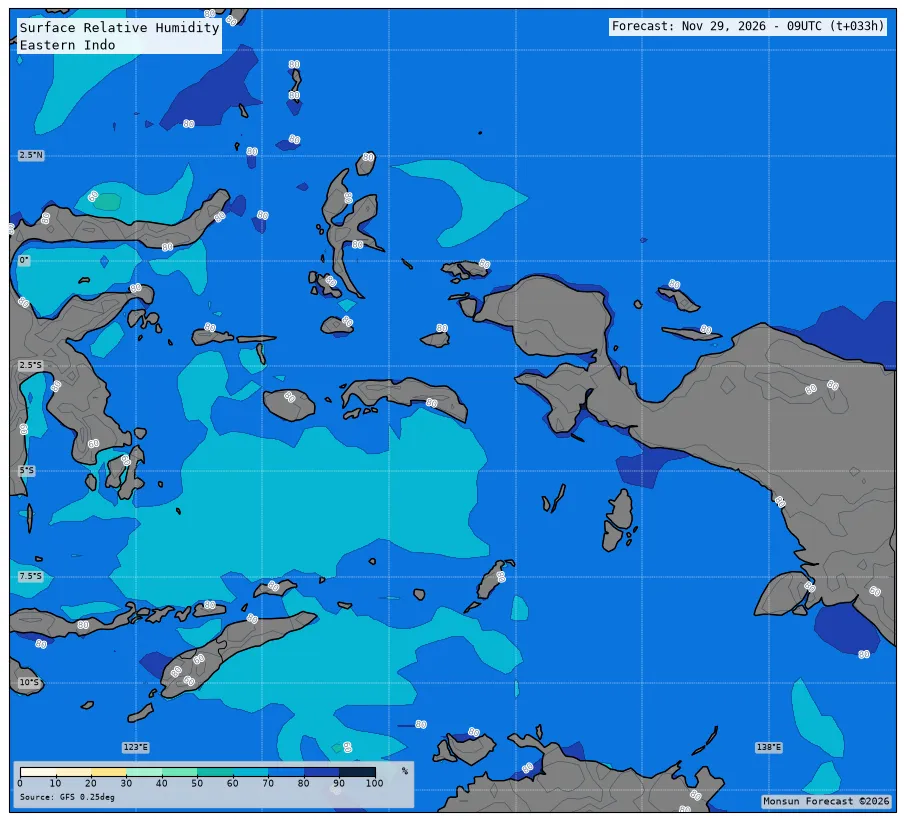 Surface Relative Humidity
Eastern Indo
Forecast: Nov 29, 2026 - 09UTC (t+033h)
2.5°N
0°
2.5°S
5°S
7.5°S
10°S
123°E
138°E
0 10 20 30 40 50 60 70 80 90 100 %
Source: GFS 0.25deg
Monsun Forecast ©2026